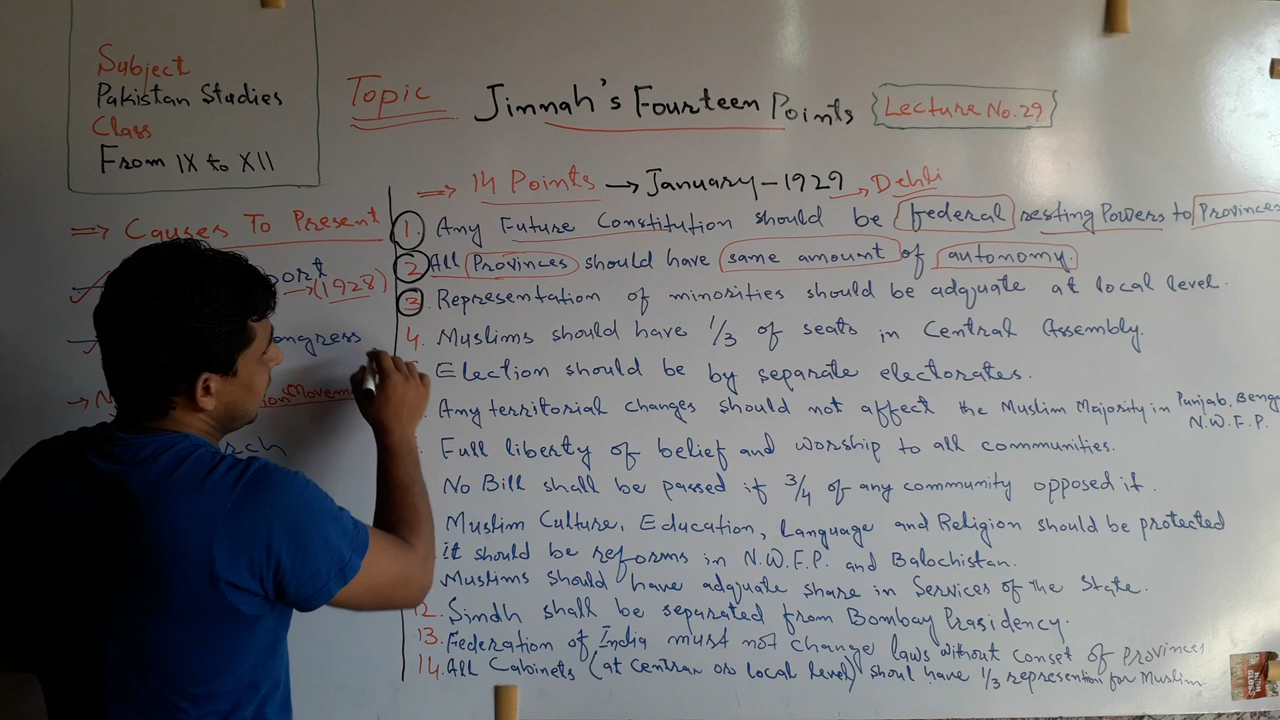 Subject
Pakistan Studies
Class
From IX to XII
Topic Jinnah's Fourteen Points Lecture No. 29
⇒ 14 Points → January-1929 → Dehli
⇒ Causes To Present
port
→ (1928)
ongress
→ N
ion Moveme
rch
1. Any Future Constitution should be federal resting Powers to Provinces
2 All Provinces should have same amount of autonomy.
3 Representation of minorities should be adquate at local level.
4. Muslims should have 1/3 of seats in Central Assembly.
Election should be by separate electorates.
Any territorial changes should not affect the Muslim Majority in Punjab, Beng
N.W.F.P.
Full liberty of belief and worship to all communities.
No Bill shall be passed if 3/4 of any community opposed it.
Muslim Culture, Education, Language and Religion should be protected
it should be reforms in N.W.F.P. and Balochistan.
Muslims should have adquate share in Services of the State.
12. Sindh shall be separated from Bombay Prasidency.
13. Federation of India must not change laws without conset of Provinces
14. All Cabinets (at Central or local level) shoul have 1/3 represention for Muslim.